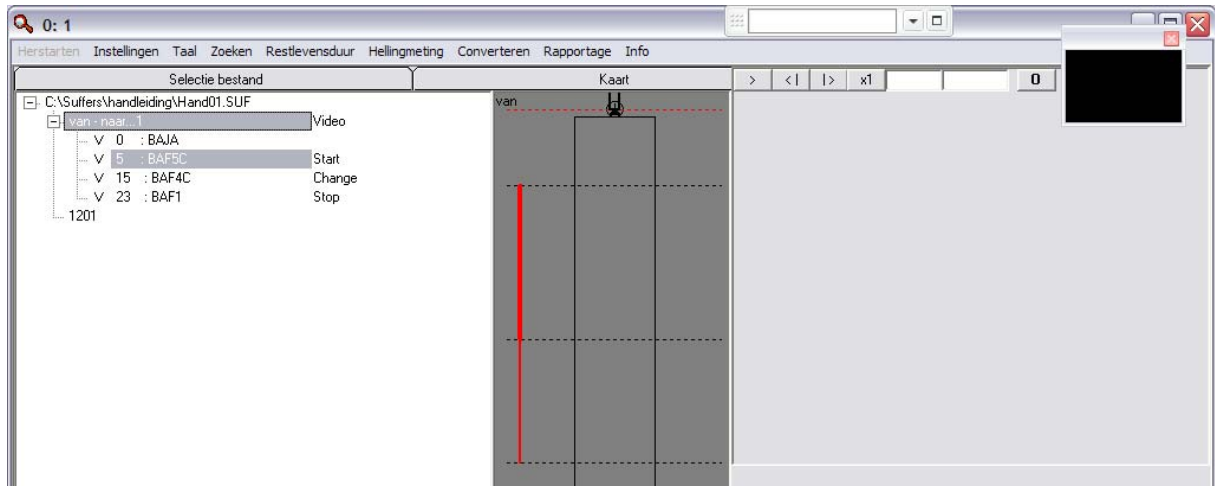 0: 1
Herstarten Instellingen Taal Zoeken Restlevensduur Hellingmeting Converteren Rapportage Info
Selectie bestand Kaart > <| |> x1 0
C:\Suffers\handleiding\Hand01.SUF van
van - naar...1 Video
V 0 : BAJA
V 5 : BAF5C Start
V 15 : BAF4C Change
V 23 : BAF1 Stop
1201